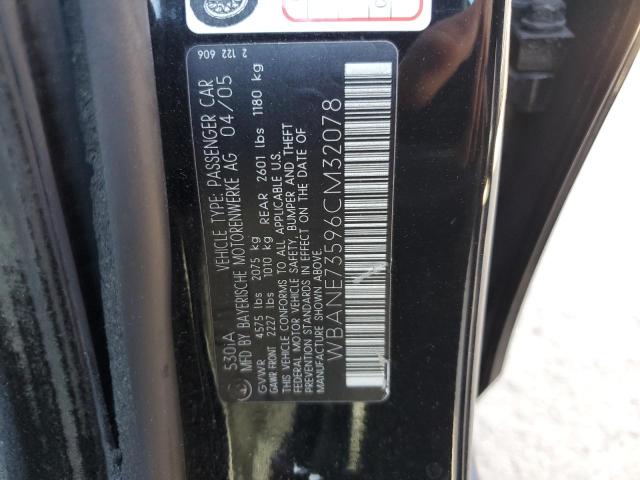 2 122 606
530IA VEHICLE TYPE: PASSENGER CAR
MFD BY BAYERISCHE MOTORENWERKE AG 04/05
GVWR 4575 lbs 2075 kg
GAWR FRONT 2227 lbs 1010 kg REAR 2601 lbs 1180 kg
THIS VEHICLE CONFORMS TO ALL APPLICABLE U.S.
FEDERAL MOTOR VEHICLE SAFETY, BUMPER AND THEFT
PREVENTION STANDARDS IN EFFECT ON THE DATE OF
MANUFACTURE SHOWN ABOVE.
WBANE73596CM32078